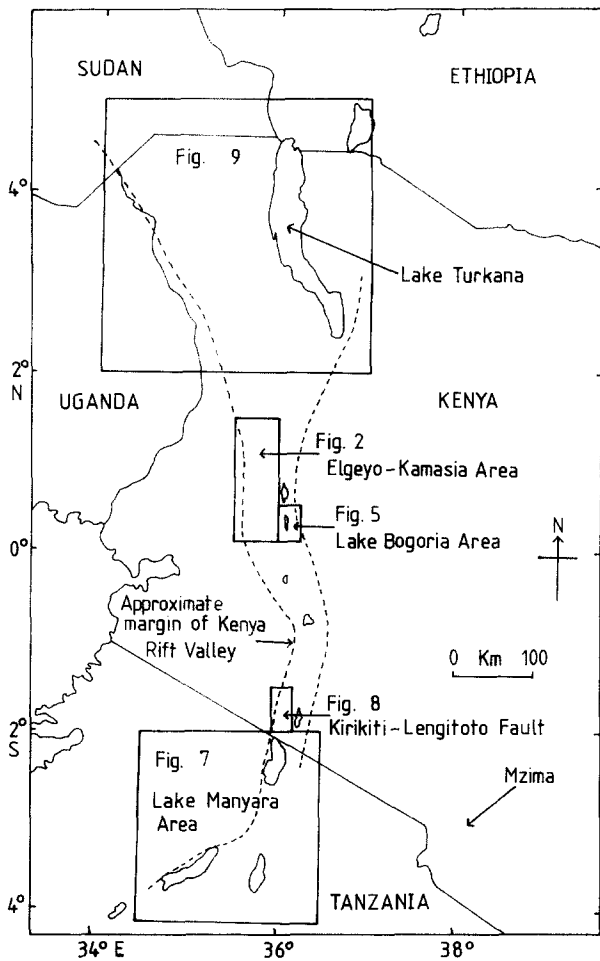 SUDAN
ETHIOPIA
Fig. 9
4°
Lake Turkana
2°
N
UGANDA
KENYA
Fig. 2
Elgeyo-Kamasia Area
Fig. 5
Lake Bogoria Area
N
0°
Approximate
margin of Kenya
Rift Valley
0 Km 100
Fig. 8
Kirikiti-Lengitoto Fault
2°
S
Fig. 7
Lake Manyara
Area
Mzima
TANZANIA
4°
34° E
36°
38°